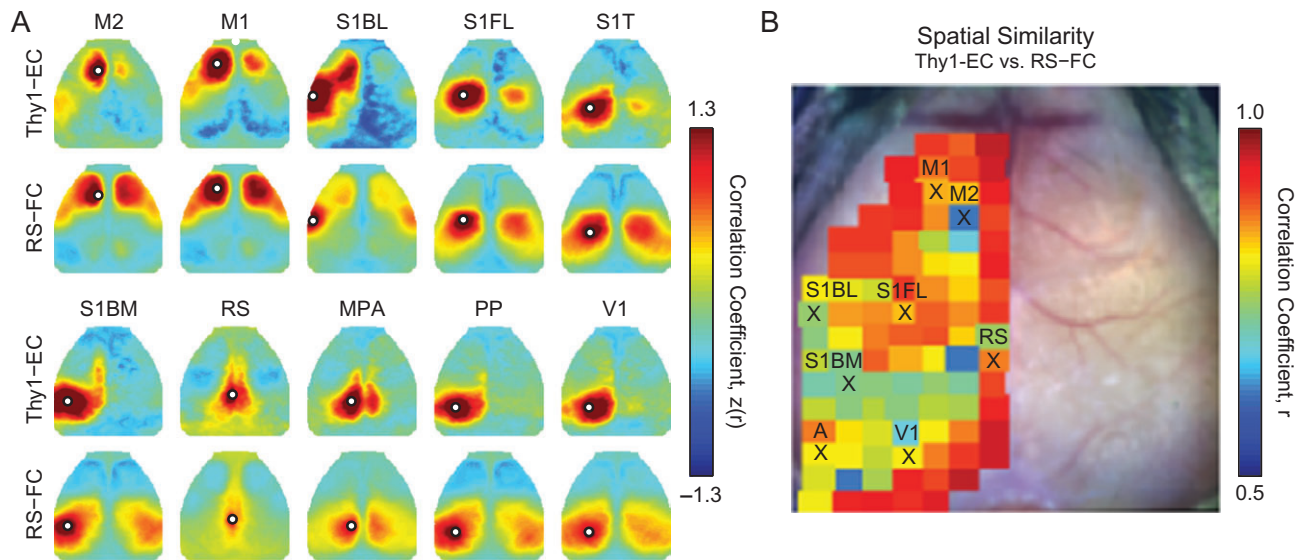 A
M2 M1 S1BL S1FL S1T
Thy1−EC
RS−FC
S1BM RS MPA PP V1
Thy1−EC
RS−FC
1.3
Correlation Coefficient, z(r)
−1.3
B
Spatial Similarity
Thy1-EC vs. RS−FC
M1
X M2
X
S1BL S1FL
X X
RS
S1BM X
X
A V1
X X
1.0
Correlation Coefficient, r
0.5